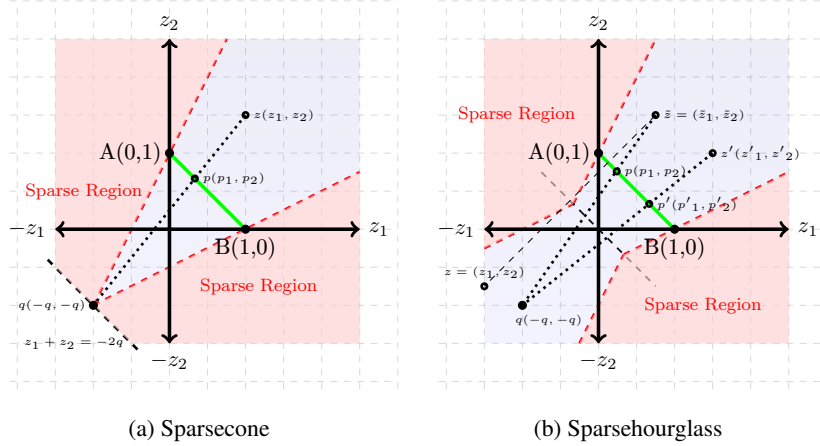 z₂
z(z₁, z₂)
A(0,1)
p(p₁, p₂)
Sparse Region
−z₁
z₁
B(1,0)
Sparse Region
q(−q, −q)
z₁ + z₂ = −2q
−z₂
(a) Sparsecone
z₂
Sparse Region
z̃ = (z̃₁, z̃₂)
A(0,1)
z'(z'₁, z'₂)
p(p₁, p₂)
p'(p'₁, p'₂)
−z₁
z₁
B(1,0)
z = (z₁, z₂)
Sparse Region
q(−q, −q)
−z₂
(b) Sparsehourglass